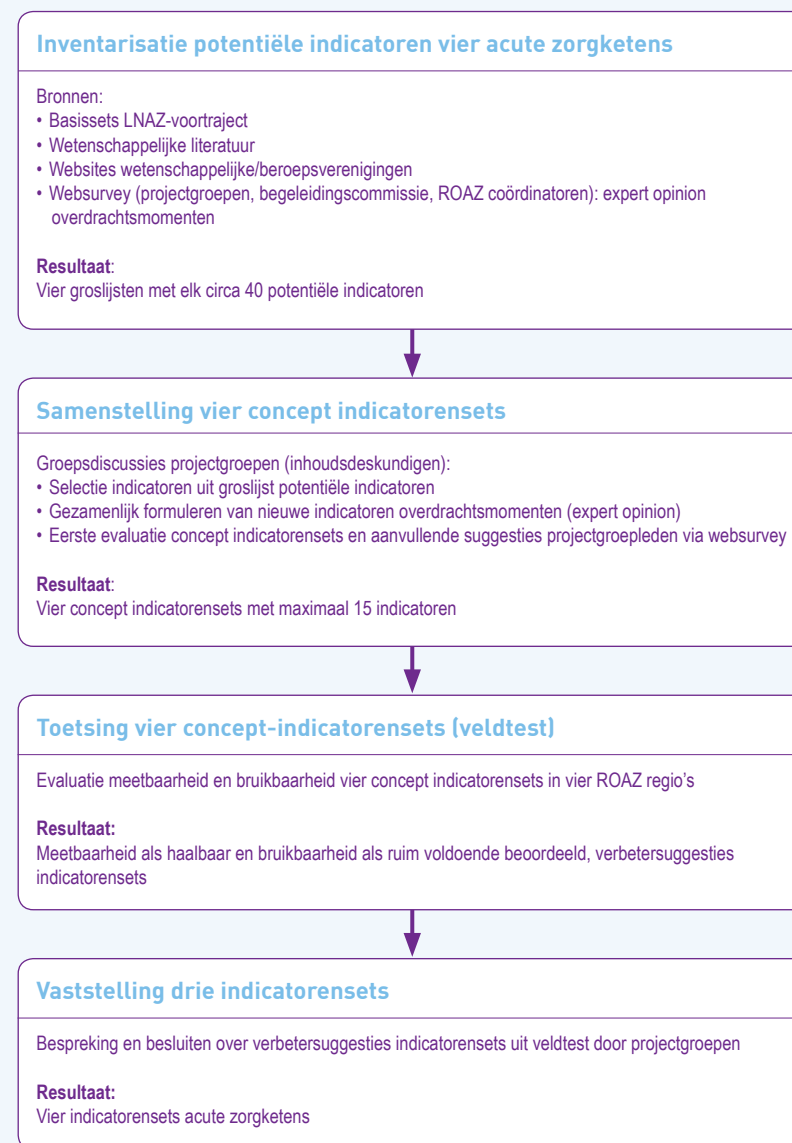 Inventarisatie potentiële indicatoren vier acute zorgketens
Bronnen:
• Basissets LNAZ-voortraject
• Wetenschappelijke literatuur
• Websites wetenschappelijke/beroepsverenigingen
• Websurvey (projectgroepen, begeleidingscommissie, ROAZ coördinatoren): expert opinion
overdrachtsmomenten
Resultaat:
Vier groslijsten met elk circa 40 potentiële indicatoren
Samenstelling vier concept indicatorensets
Groepsdiscussies projectgroepen (inhoudsdeskundigen):
• Selectie indicatoren uit groslijst potentiële indicatoren
• Gezamenlijk formuleren van nieuwe indicatoren overdrachtsmomenten (expert opinion)
• Eerste evaluatie concept indicatorensets en aanvullende suggesties projectgroepleden via websurvey
Resultaat:
Vier concept indicatorensets met maximaal 15 indicatoren
Toetsing vier concept-indicatorensets (veldtest)
Evaluatie meetbaarheid en bruikbaarheid vier concept indicatorensets in vier ROAZ regio's
Resultaat:
Meetbaarheid als haalbaar en bruikbaarheid als ruim voldoende beoordeeld, verbetersuggesties
indicatorensets
Vaststelling drie indicatorensets
Bespreking en besluiten over verbetersuggesties indicatorensets uit veldtest door projectgroepen
Resultaat:
Vier indicatorensets acute zorgketens